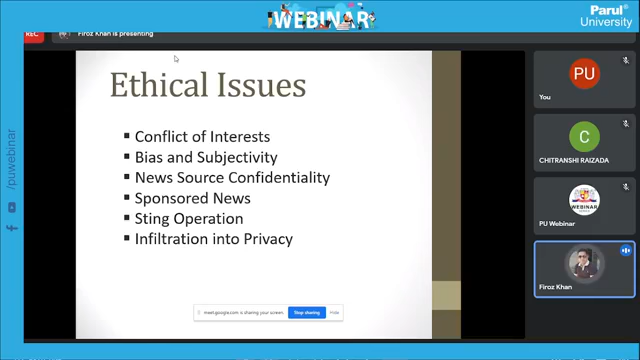 WEBINAR
Parul®
University
REC
Firoz Khan is presenting
Ethical Issues
Conflict of Interests
Bias and Subjectivity
News Source Confidentiality
Sponsored News
Sting Operation
Infiltration into Privacy
meet.google.com is sharing your screen.
Stop sharing
Hide
/puwebinar
PU
You
C
CHITRANSHI RAIZADA
WEBINAR
PU Webinar
Firoz Khan